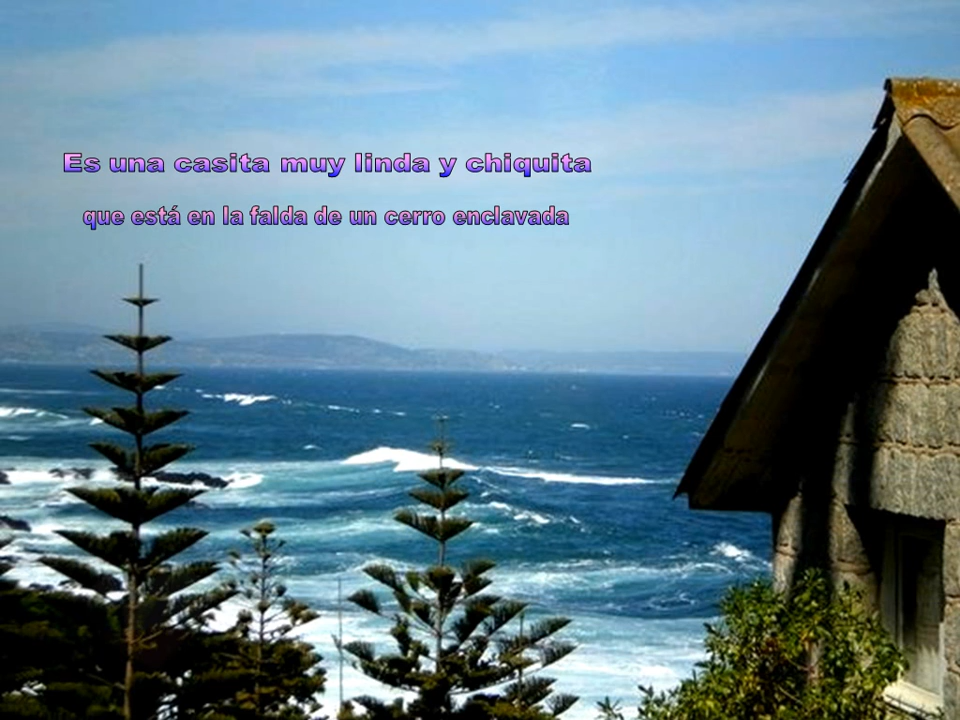 Es una casita muy linda y chiquita
que está en la falda de un cerro enclavada